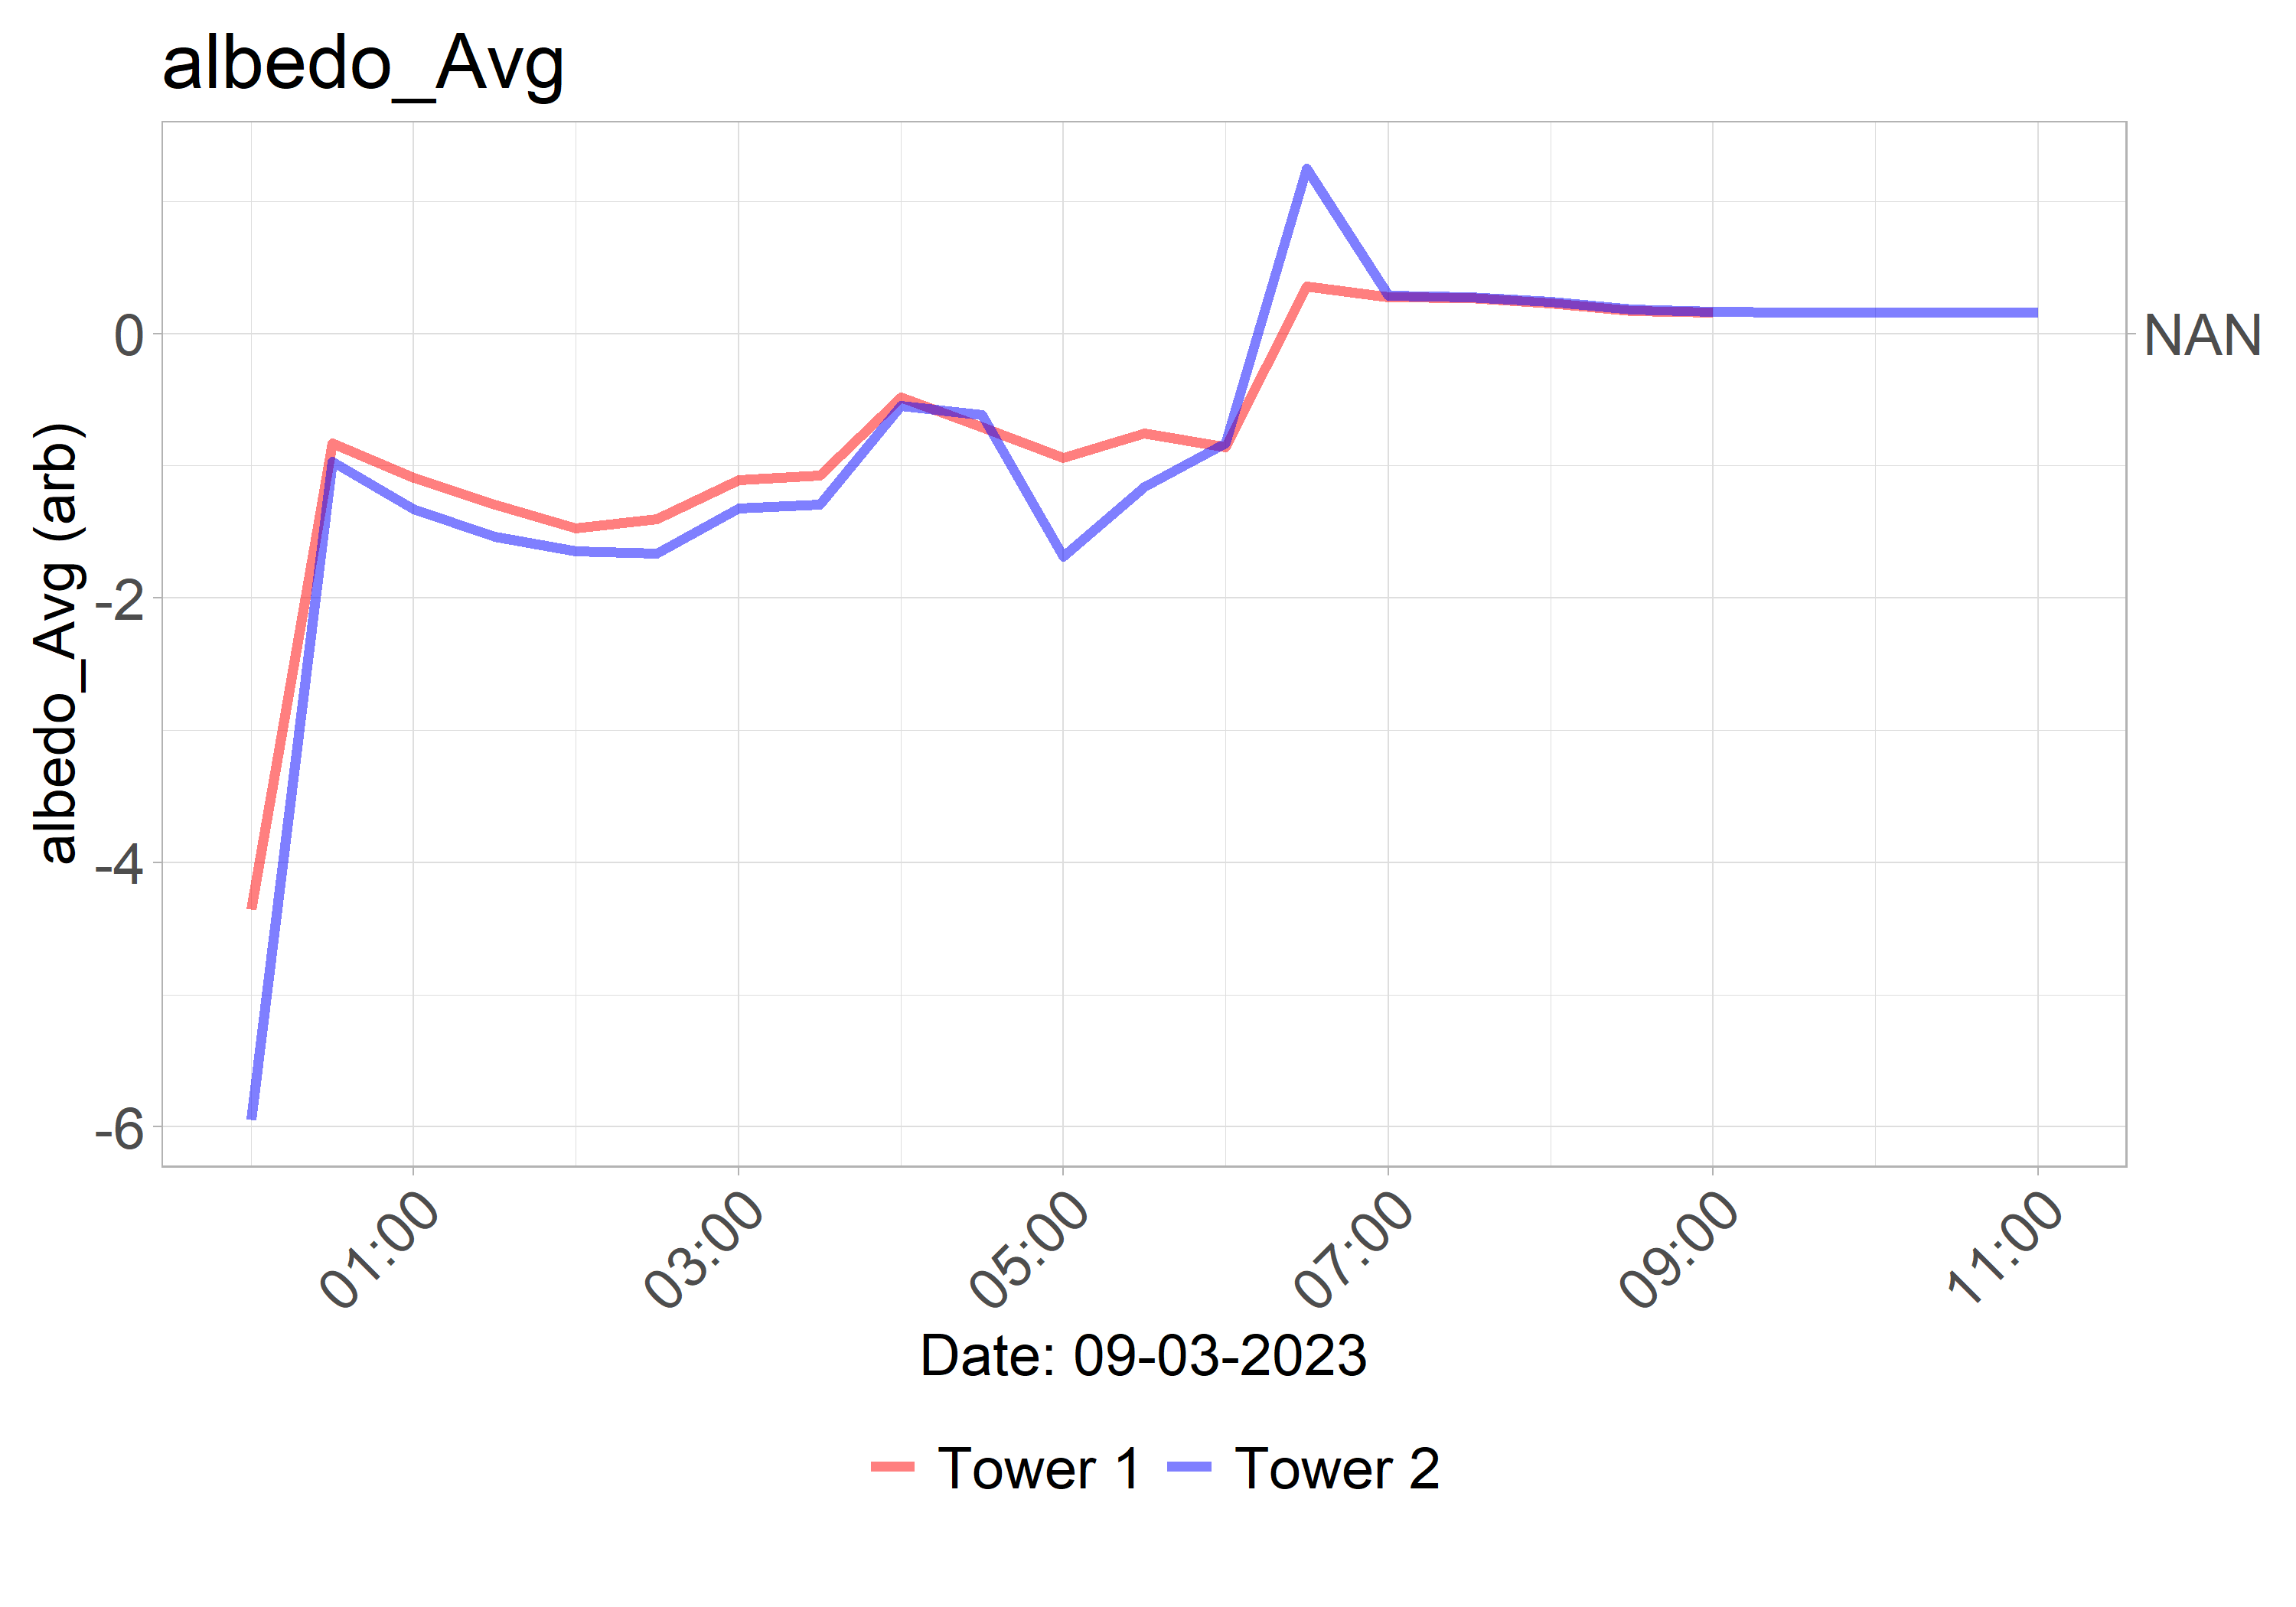 albedo_Avg
albedo_Avg (arb)
0
-2
-4
-6
NAN
01:00
03:00
05:00
07:00
09:00
11:00
Date: 09-03-2023
Tower 1
Tower 2